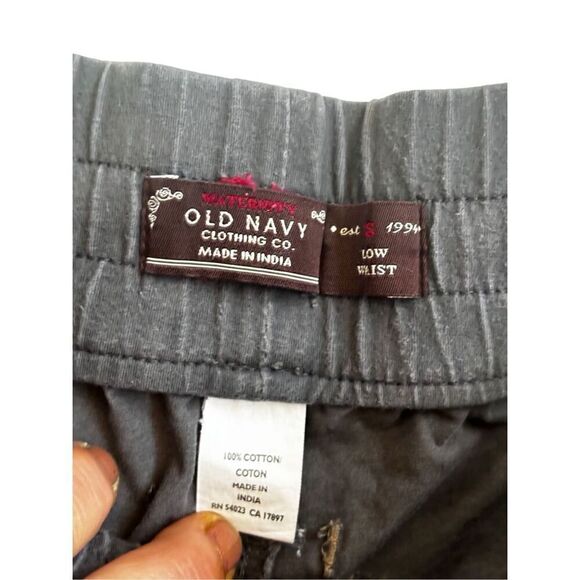 MATERNITY
OLD NAVY
CLOTHING CO.
MADE IN INDIA
• est S 1994
LOW
WAIST
100% COTTON/
COTON
MADE IN
INDIA
RN 54023 CA 17897